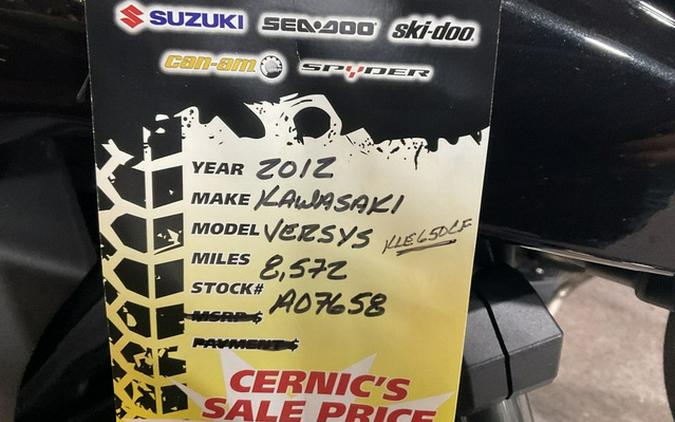 SUZUKI SEA-DOO ski-doo
can-am SPYDER
YEAR 2012
MAKE KAWASAKI
MODEL VERSYS KLE650CF
MILES 8,572
STOCK# A07658
MSRP $
PAYMENT $
CERNIC'S
SALE PRICE